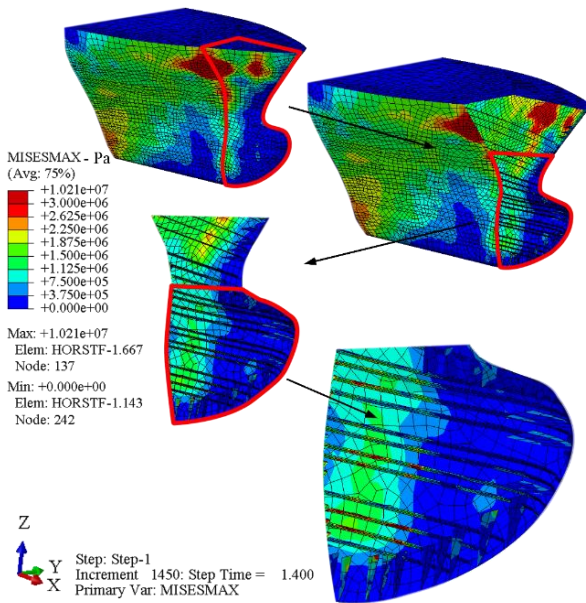 MISESMAX - Pa
(Avg: 75%)
+1.021e+07
+3.000e+06
+2.625e+06
+2.250e+06
+1.875e+06
+1.500e+06
+1.125e+06
+7.500e+05
+3.750e+05
+0.000e+00
Max: +1.021e+07
Elem: HORSTF-1.667
Node: 137
Min: +0.000e+00
Elem: HORSTF-1.143
Node: 242
Z
Y
X
Step: Step-1
Increment 1450: Step Time = 1.400
Primary Var: MISESMAX